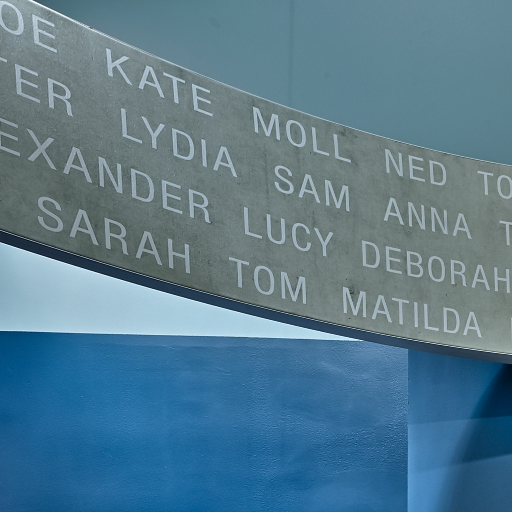 OE KATE MOLL NED TO
TER LYDIA SAM ANNA T
EXANDER LUCY DEBORAH
SARAH TOM MATILDA